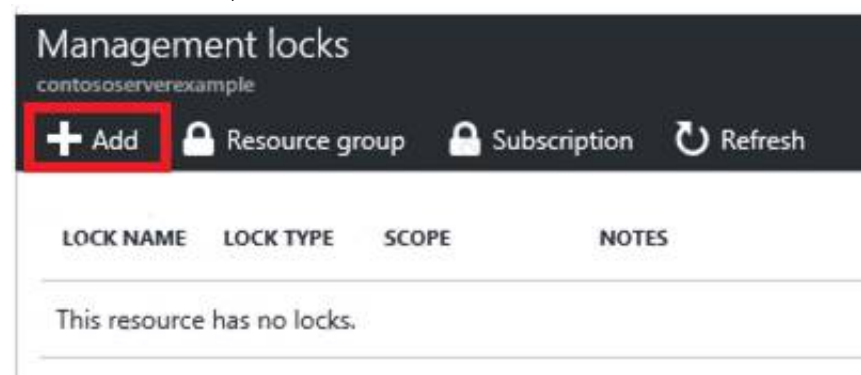 Management locks
contososerverexample
Add Resource group Subscription Refresh
LOCK NAME LOCK TYPE SCOPE NOTES
This resource has no locks.